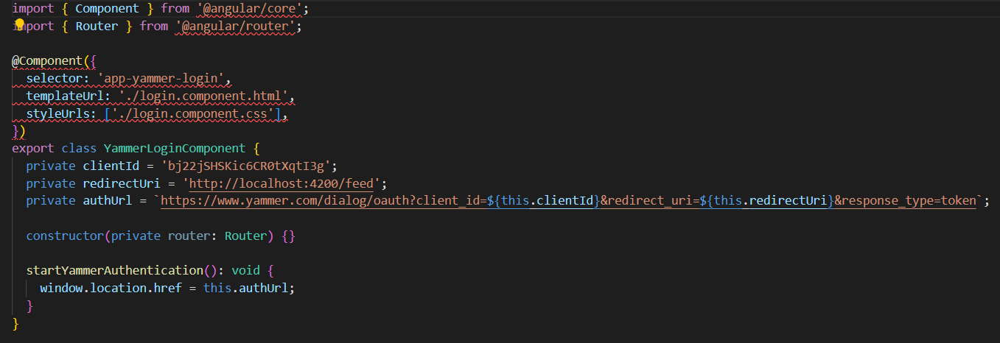 import { Component } from '@angular/core';
import { Router } from '@angular/router';
@Component({
selector: 'app-yammer-login',
templateUrl: './login.component.html',
styleUrls: ['./login.component.css'],
})
export class YammerLoginComponent {
private clientId = 'bj22jSHSKic6CR0tXqtI3g';
private redirectUri = 'http://localhost:4200/feed';
private authUrl = `https://www.yammer.com/dialog/oauth?client_id=${this.clientId}&redirect_uri=${this.redirectUri}&response_type=token`;
constructor(private router: Router) {}
startYammerAuthentication(): void {
window.location.href = this.authUrl;
}
}